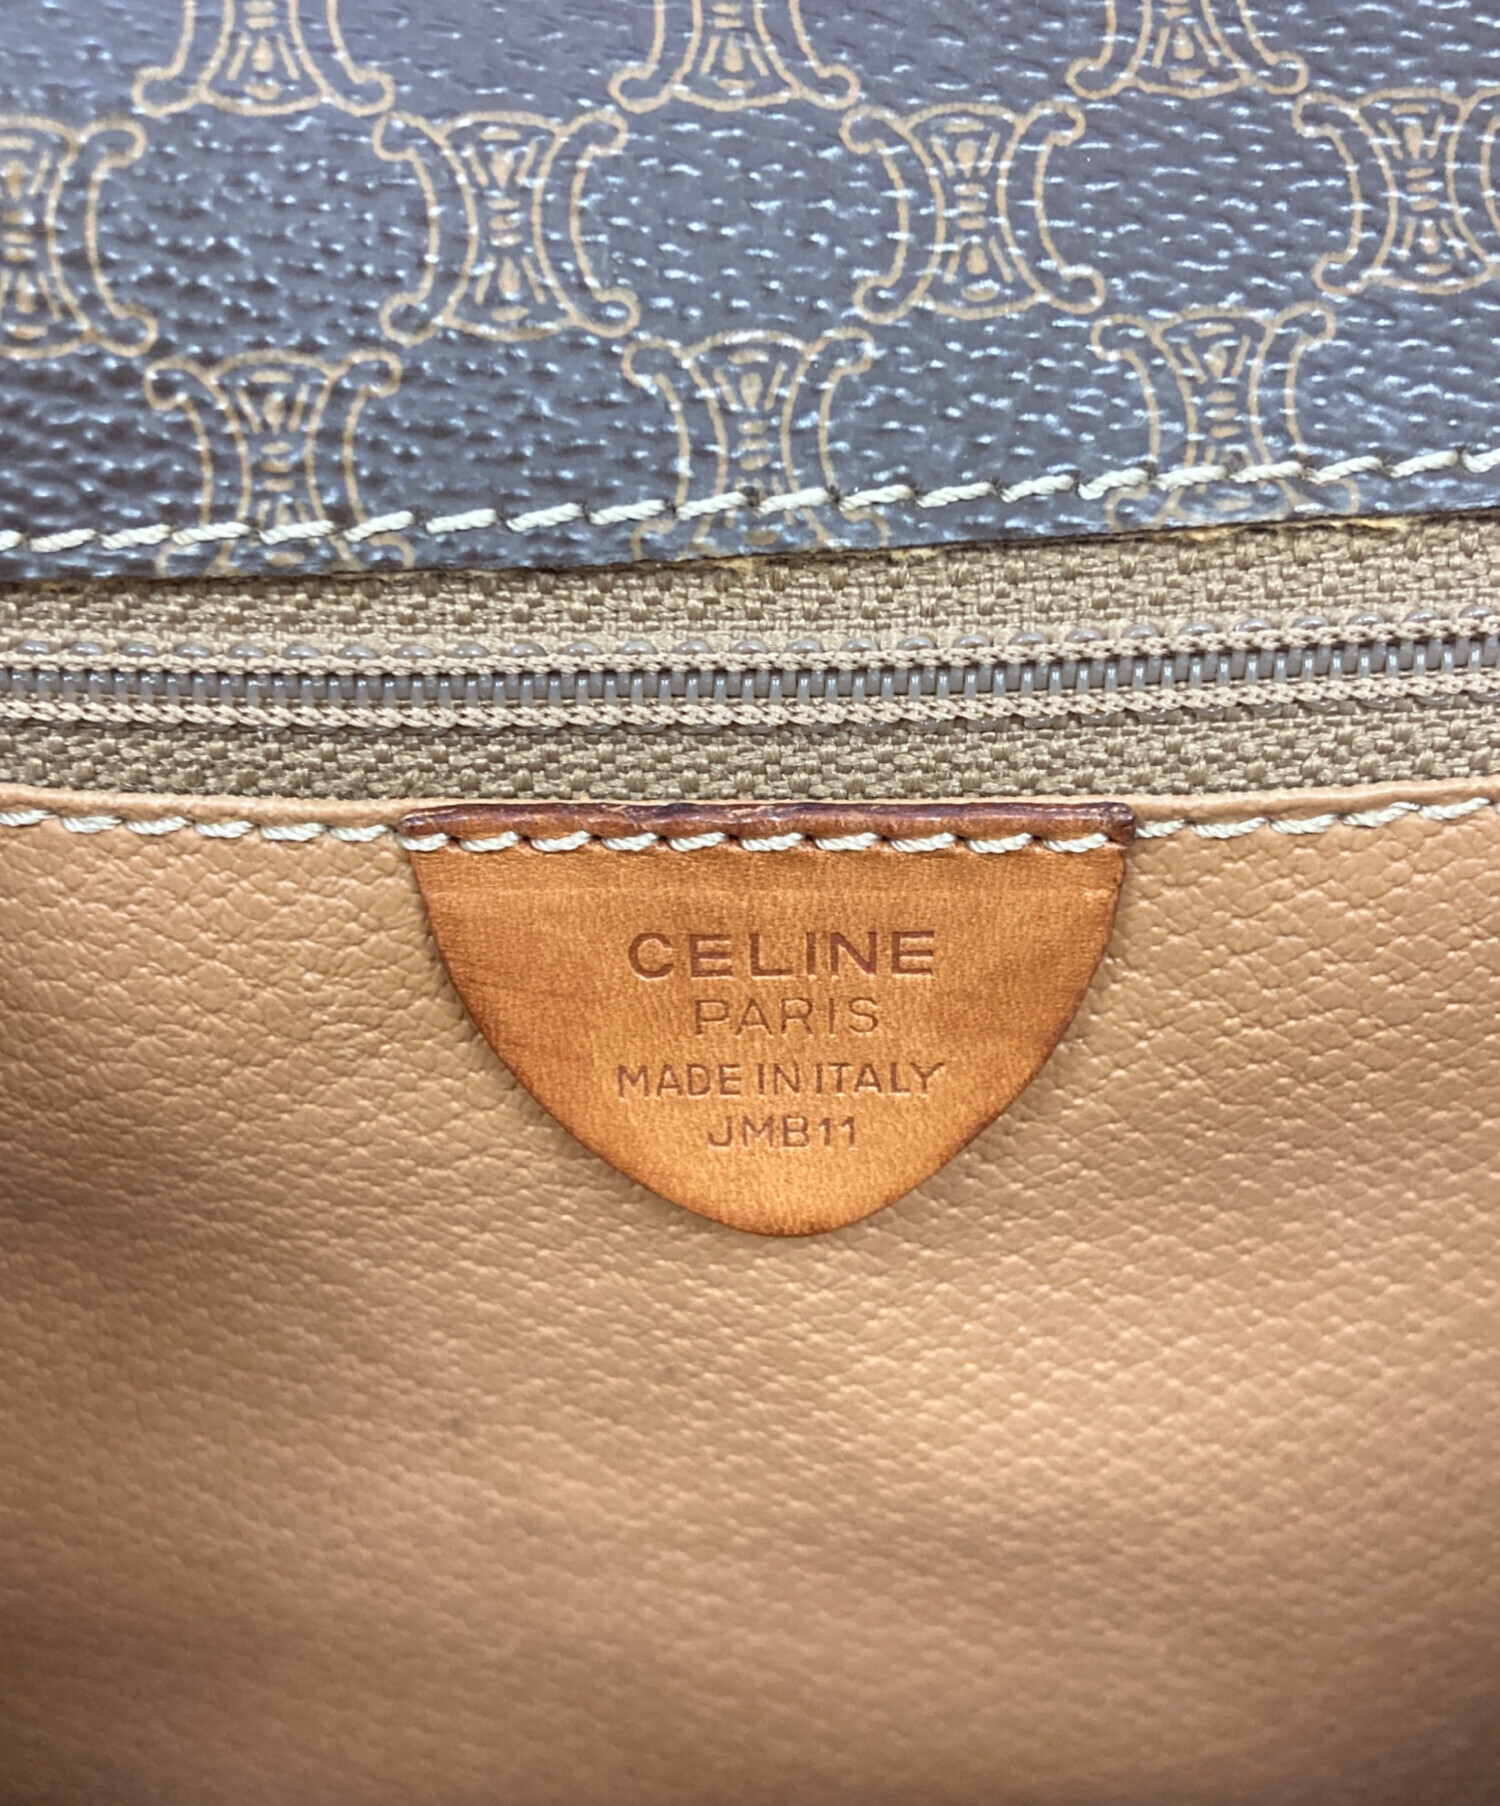 CELINE
PARIS
MADE IN ITALY
JMB11